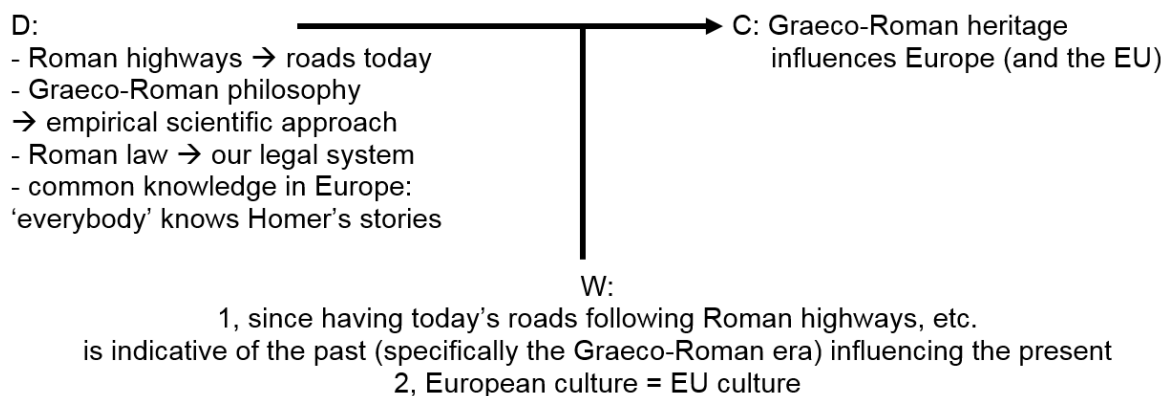 D:
- Roman highways → roads today
- Graeco-Roman philosophy
→ empirical scientific approach
- Roman law → our legal system
- common knowledge in Europe:
‘everybody’ knows Homer’s stories
C: Graeco-Roman heritage
influences Europe (and the EU)
W:
1, since having today’s roads following Roman highways, etc.
is indicative of the past (specifically the Graeco-Roman era) influencing the present
2, European culture = EU culture